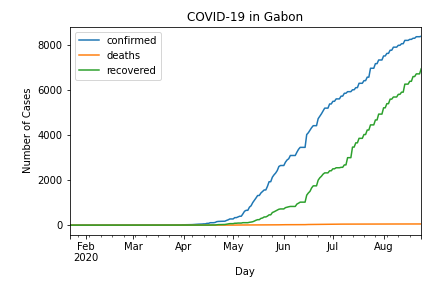 COVID-19 in Gabon
confirmed
deaths
recovered
Number of Cases
8000
6000
4000
2000
0
Feb Mar Apr May Jun Jul Aug
2020
Day